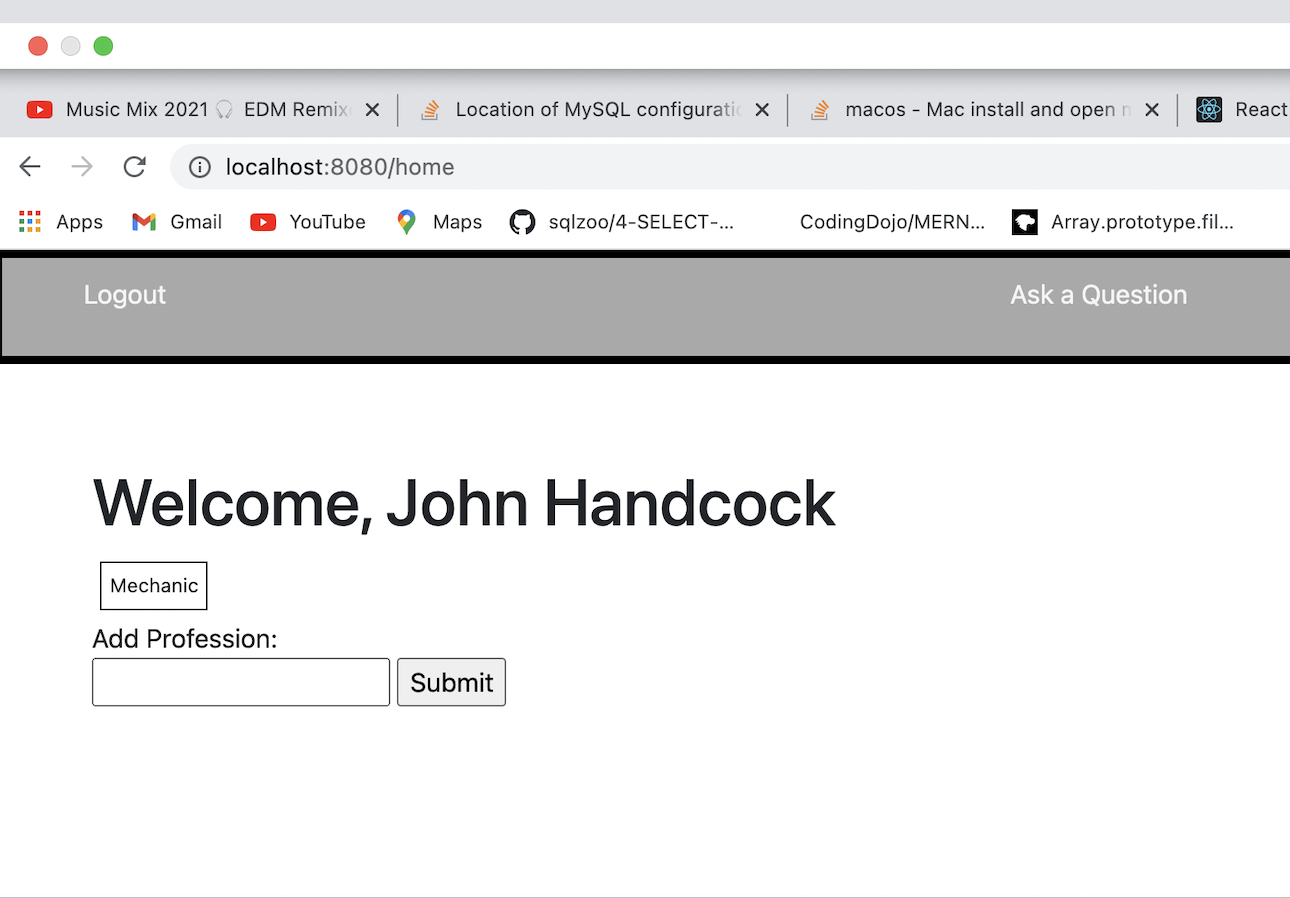 Music Mix 2021 🎧 EDM Remix
Location of MySQL configuratio
macos - Mac install and open
React
localhost:8080/home
Apps
Gmail
YouTube
Maps
sqlzoo/4-SELECT-...
CodingDojo/MERN...
Array.prototype.fil...
Logout
Ask a Question
Welcome, John Handcock
Mechanic
Add Profession:
Submit